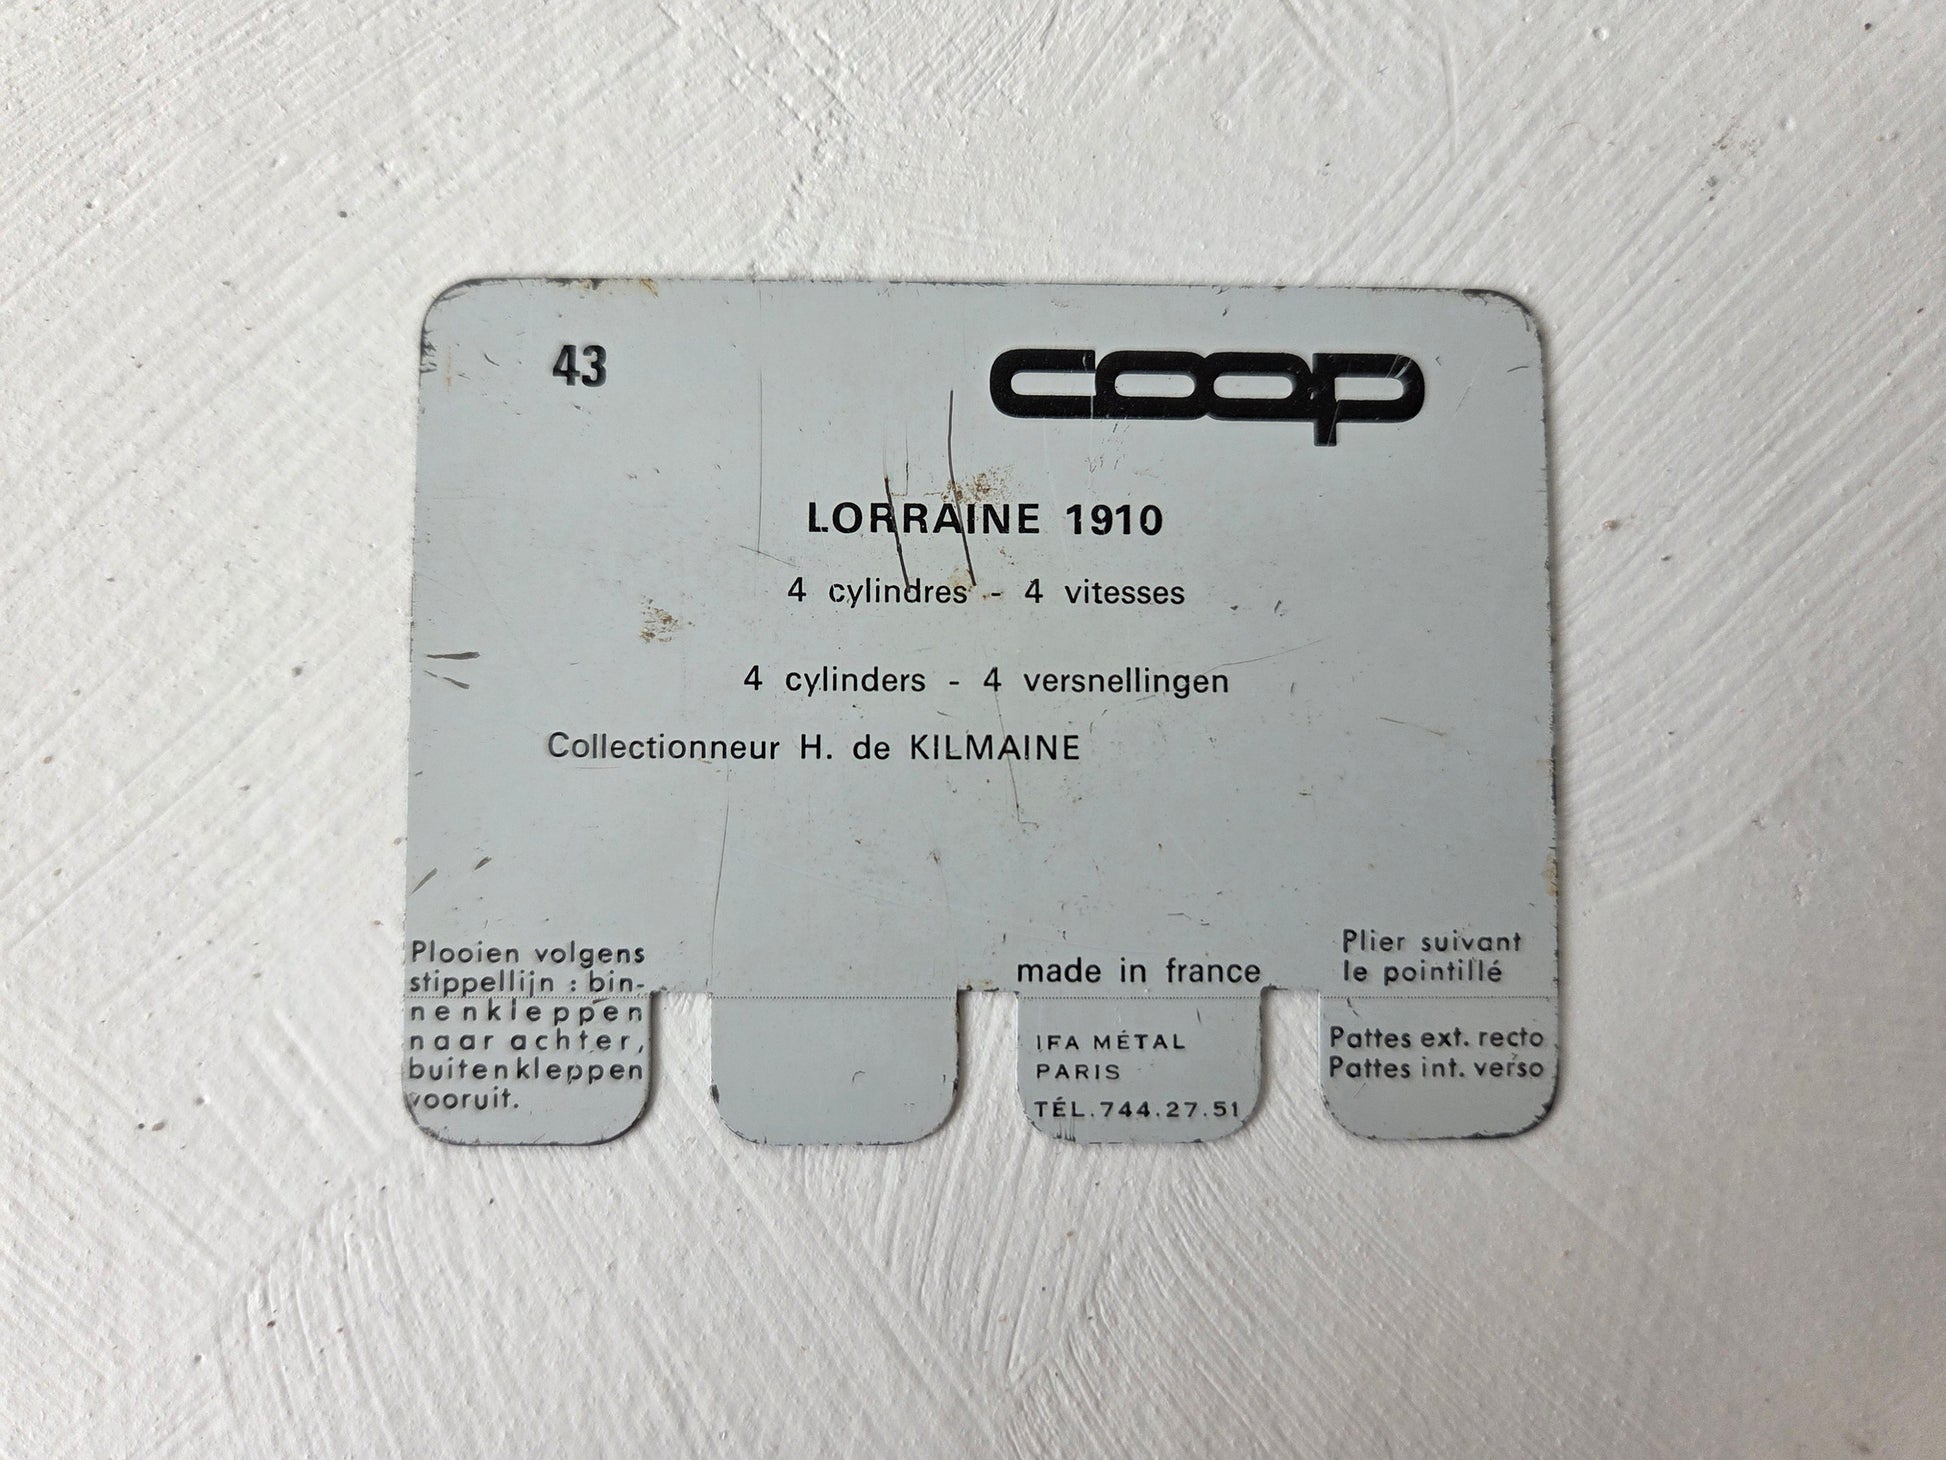 43
coop
LORRAINE 1910
4 cylindres - 4 vitesses
4 cylinders - 4 versnellingen
Collectionneur H. de KILMAINE
Plooien volgens
stippellijn : bin-
nenkleppen
naar achter,
buitenkleppen
vooruit.
made in france
IFA MÉTAL
PARIS
TÉL.744.27.51
Plier suivant
le pointillé
Pattes ext. recto
Pattes int. verso